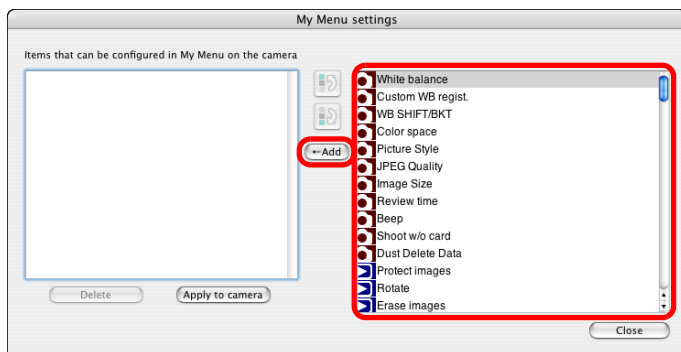 My Menu settings
Items that can be configured in My Menu on the camera
White balance
Custom WB regist.
WB SHIFT/BKT
Color space
←Add
Picture Style
JPEG Quality
Image Size
Review time
Beep
Shoot w/o card
Dust Delete Data
Protect images
Rotate
Erase images
Delete
Apply to camera
Close